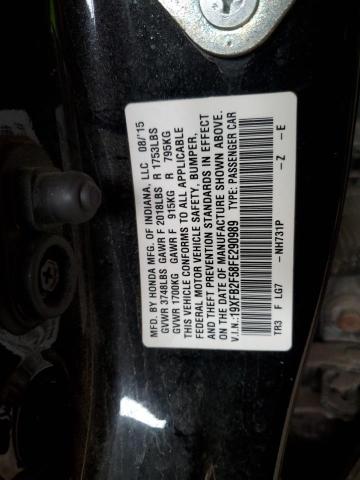 MFD. BY HONDA MFG. OF INDIANA, LLC 08/15
GVWR 3748LBS GAWR F 2018LBS R 1753LBS
GVWR 1700KG GAWR F 915KG R 795KG
THIS VEHICLE CONFORMS TO ALL APPLICABLE
FEDERAL MOTOR VEHICLE SAFETY, BUMPER,
AND THEFT PREVENTION STANDARDS IN EFFECT
ON THE DATE OF MANUFACTURE SHOWN ABOVE.
V.I.N.:19XFB2F58FE290989 TYPE: PASSENGER CAR
TR3 F LG7 -NH731P -Z -E